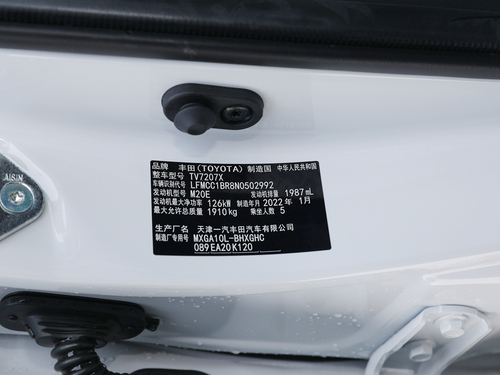 品牌 丰田(TOYOTA) 制造国 中华人民共和国
整车型号 TV7207X
车辆识别代号 LFMCC1BR8N0502992
发动机型号 M20E 发动机排量 1987mL
发动机最大净功率 126kW 制造年月 2022年 1月
最大允许总质量 1910kg 乘坐人数 5
生产厂名 天津一汽丰田汽车有限公司
制造厂专用号 MXGA10L-BHXGHC
089EA20K120
AISIN